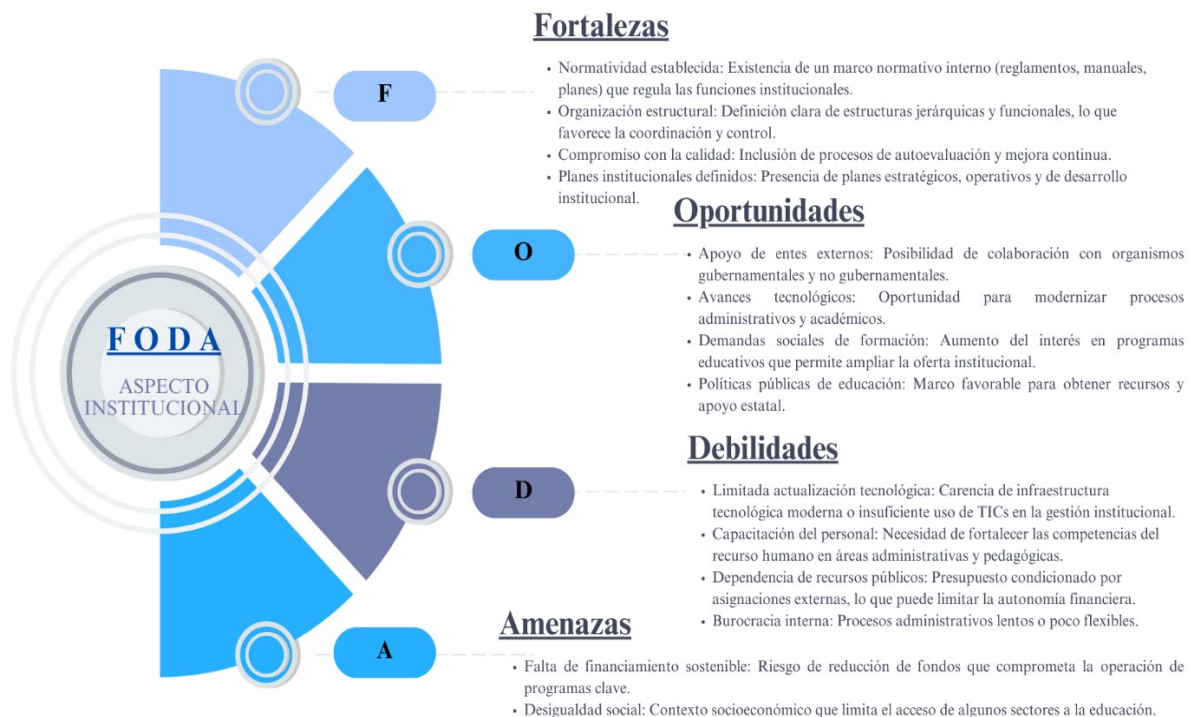 Fortalezas
• Normatividad establecida: Existencia de un marco normativo interno (reglamentos, manuales,
planes) que regula las funciones institucionales.
• Organización estructural: Definición clara de estructuras jerárquicas y funcionales, lo que
favorece la coordinación y control.
• Compromiso con la calidad: Inclusión de procesos de autoevaluación y mejora continua.
• Planes institucionales definidos: Presencia de planes estratégicos, operativos y de desarrollo
institucional.
F
Oportunidades
• Apoyo de entes externos: Posibilidad de colaboración con organismos
gubernamentales y no gubernamentales.
• Avances tecnológicos: Oportunidad para modernizar procesos
administrativos y académicos.
• Demandas sociales de formación: Aumento del interés en programas
educativos que permite ampliar la oferta institucional.
• Políticas públicas de educación: Marco favorable para obtener recursos y
apoyo estatal.
O
F O D A
ASPECTO
INSTITUCIONAL
Debilidades
• Limitada actualización tecnológica: Carencia de infraestructura
tecnológica moderna o insuficiente uso de TICs en la gestión institucional.
• Capacitación del personal: Necesidad de fortalecer las competencias del
recurso humano en áreas administrativas y pedagógicas.
• Dependencia de recursos públicos: Presupuesto condicionado por
asignaciones externas, lo que puede limitar la autonomía financiera.
• Burocracia interna: Procesos administrativos lentos o poco flexibles.
D
Amenazas
• Falta de financiamiento sostenible: Riesgo de reducción de fondos que comprometa la operación de
programas clave.
• Desigualdad social: Contexto socioeconómico que limita el acceso de algunos sectores a la educación.
A